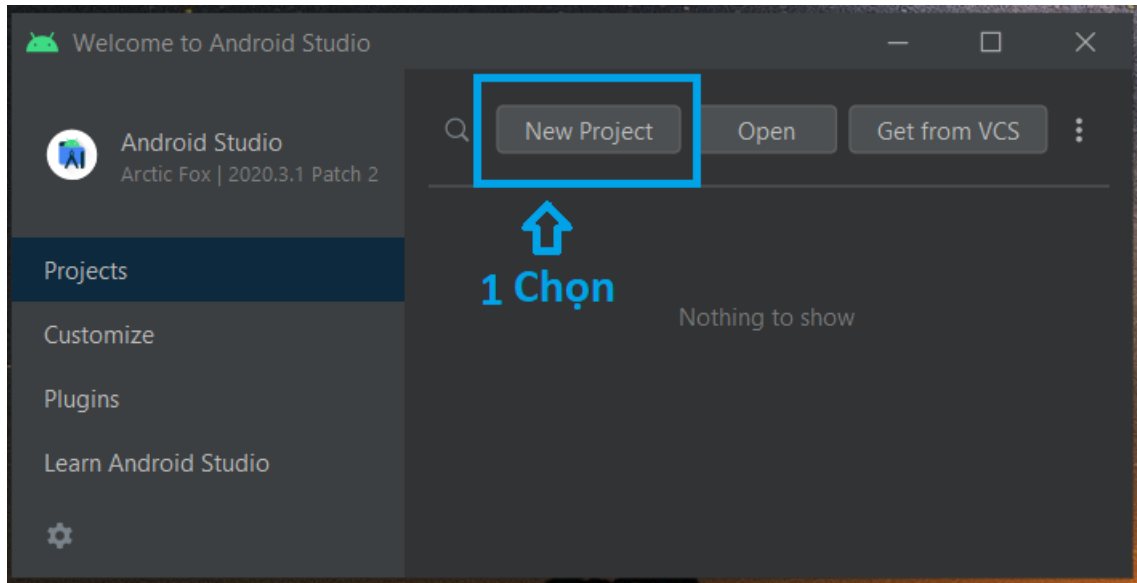 Welcome to Android Studio
Android Studio
Arctic Fox | 2020.3.1 Patch 2
New Project
Open
Get from VCS
1 Chọn
Projects
Customize
Plugins
Learn Android Studio
Nothing to show